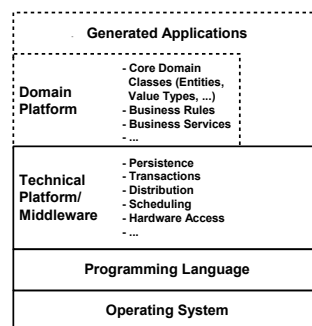 Generated Applications
Domain
Platform
- Core Domain
Classes (Entities,
Value Types, ...)
- Business Rules
- Business Services
- ...
Technical
Platform/
Middleware
- Persistence
- Transactions
- Distribution
- Scheduling
- Hardware Access
- ...
Programming Language
Operating System